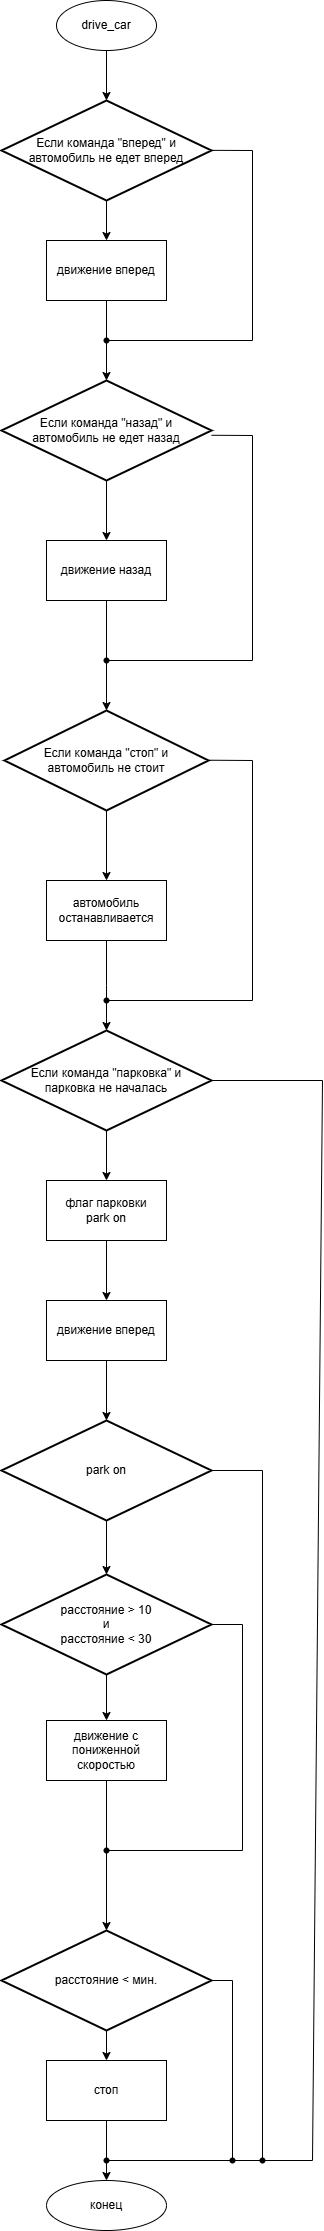 drive_car
Если команда "вперед" и
автомобиль не едет вперед
движение вперед
Если команда "назад" и
автомобиль не едет назад
движение назад
Если команда "стоп" и
автомобиль не стоит
автомобиль
останавливается
Если команда "парковка" и
парковка не началась
флаг парковки
park on
движение вперед
park on
расстояние > 10
и
расстояние < 30
движение с
пониженной
скоростью
расстояние < мин.
стоп
конец